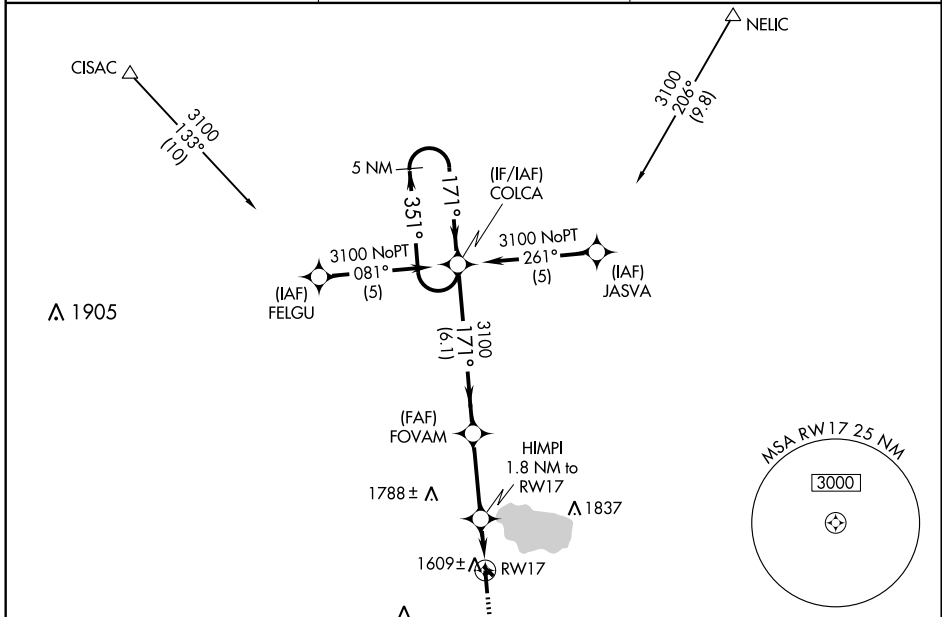 NELIC
CISAC
3100
206°
(9.8)
3100
133°
(10)
5 NM
171°
351°
(IF/IAF)
COLCA
3100 NoPT
081°
(5)
3100 NoPT
261°
(5)
(IAF)
FELGU
(IAF)
JASVA
1905
3100
171°
(6.1)
(FAF)
FOVAM
HIMPI
1.8 NM to
RW17
1788±
1837
1609±
RW17
MSA RW17 25 NM
3000